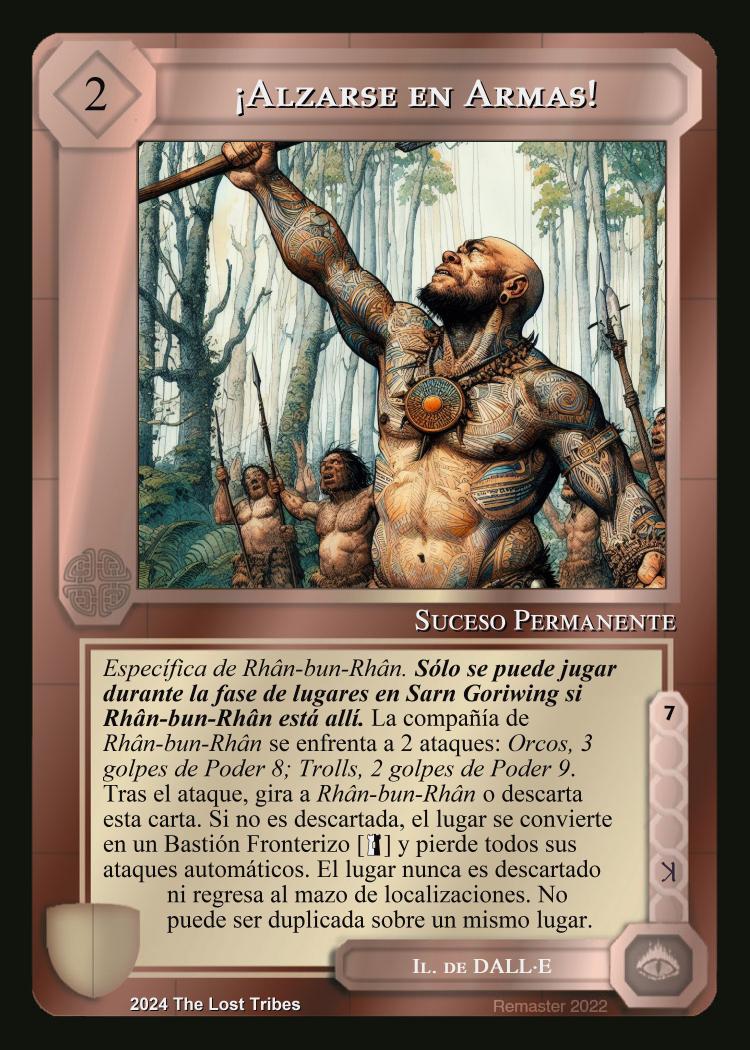 2
¡Alzarse en Armas!
Suceso Permanente
Específica de Rhân-bun-Rhân. Sólo se puede jugar
durante la fase de lugares en Sarn Goriwing si
Rhân-bun-Rhân está allí. La compañía de
Rhân-bun-Rhân se enfrenta a 2 ataques: Orcos, 3
golpes de Poder 8; Trolls, 2 golpes de Poder 9.
Tras el ataque, gira a Rhân-bun-Rhân o descarta
esta carta. Si no es descartada, el lugar se convierte
en un Bastión Fronterizo [] y pierde todos sus
ataques automáticos. El lugar nunca es descartado
ni regresa al mazo de localizaciones. No
puede ser duplicada sobre un mismo lugar.
7
Il. de DALL·E
2024 The Lost Tribes
Remaster 2022